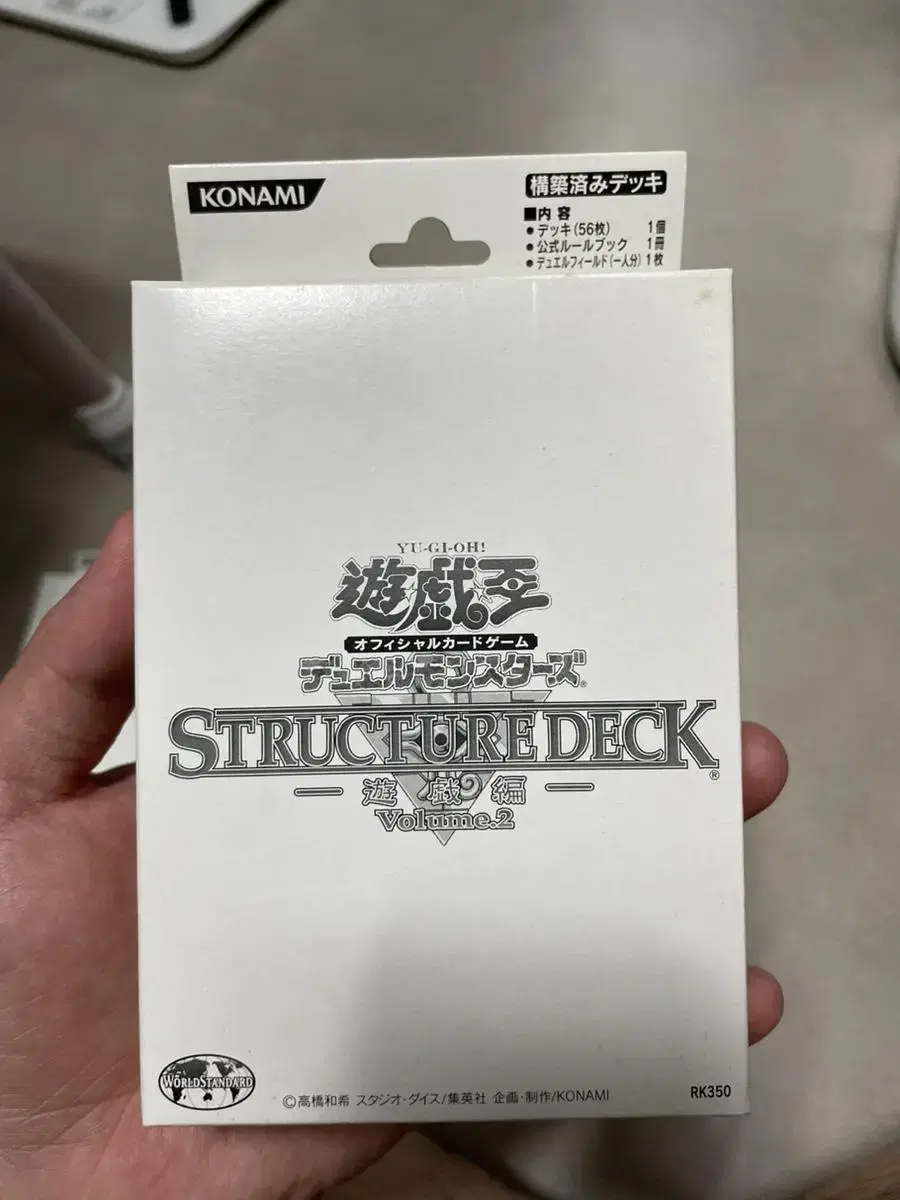 KONAMI
構築済みデッキ
■内 容
● デッキ(56枚) 1個
● 公式ルールブック 1冊
● デュエルフィールド(一人分) 1枚
YU-GI-OH!
遊戯王
オフィシャルカードゲーム
デュエルモンスターズ®
STRUCTURE DECK®
— 遊戯編 —
Volume.2
WORLD STANDARD
©高橋和希 スタジオ・ダイス/集英社 企画・制作/KONAMI
RK350